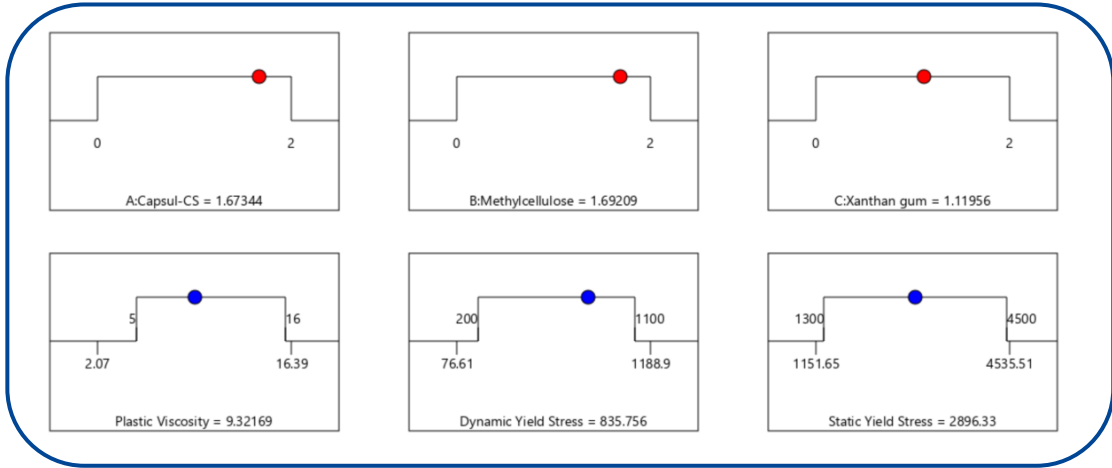 0 2
A:Capsul-CS = 1.67344
0 2
B:Methylcellulose = 1.69209
0 2
C:Xanthan gum = 1.11956
5 16
2.07 16.39
Plastic Viscosity = 9.32169
200 1100
76.61 1188.9
Dynamic Yield Stress = 835.756
1300 4500
1151.65 4535.51
Static Yield Stress = 2896.33